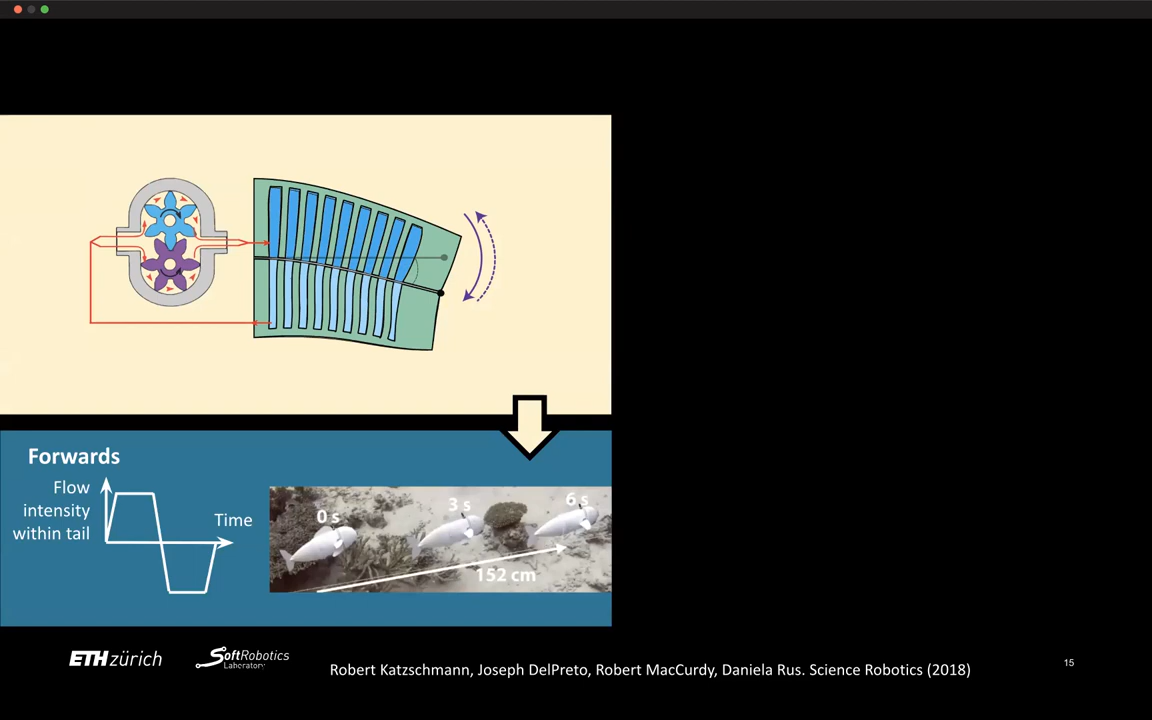 Forwards
Flow
intensity
within tail
Time
0 s
3 s
6 s
152 cm
ETH zürich
SoftRobotics
Laboratory
Robert Katzschmann, Joseph DelPreto, Robert MacCurdy, Daniela Rus. Science Robotics (2018)
15